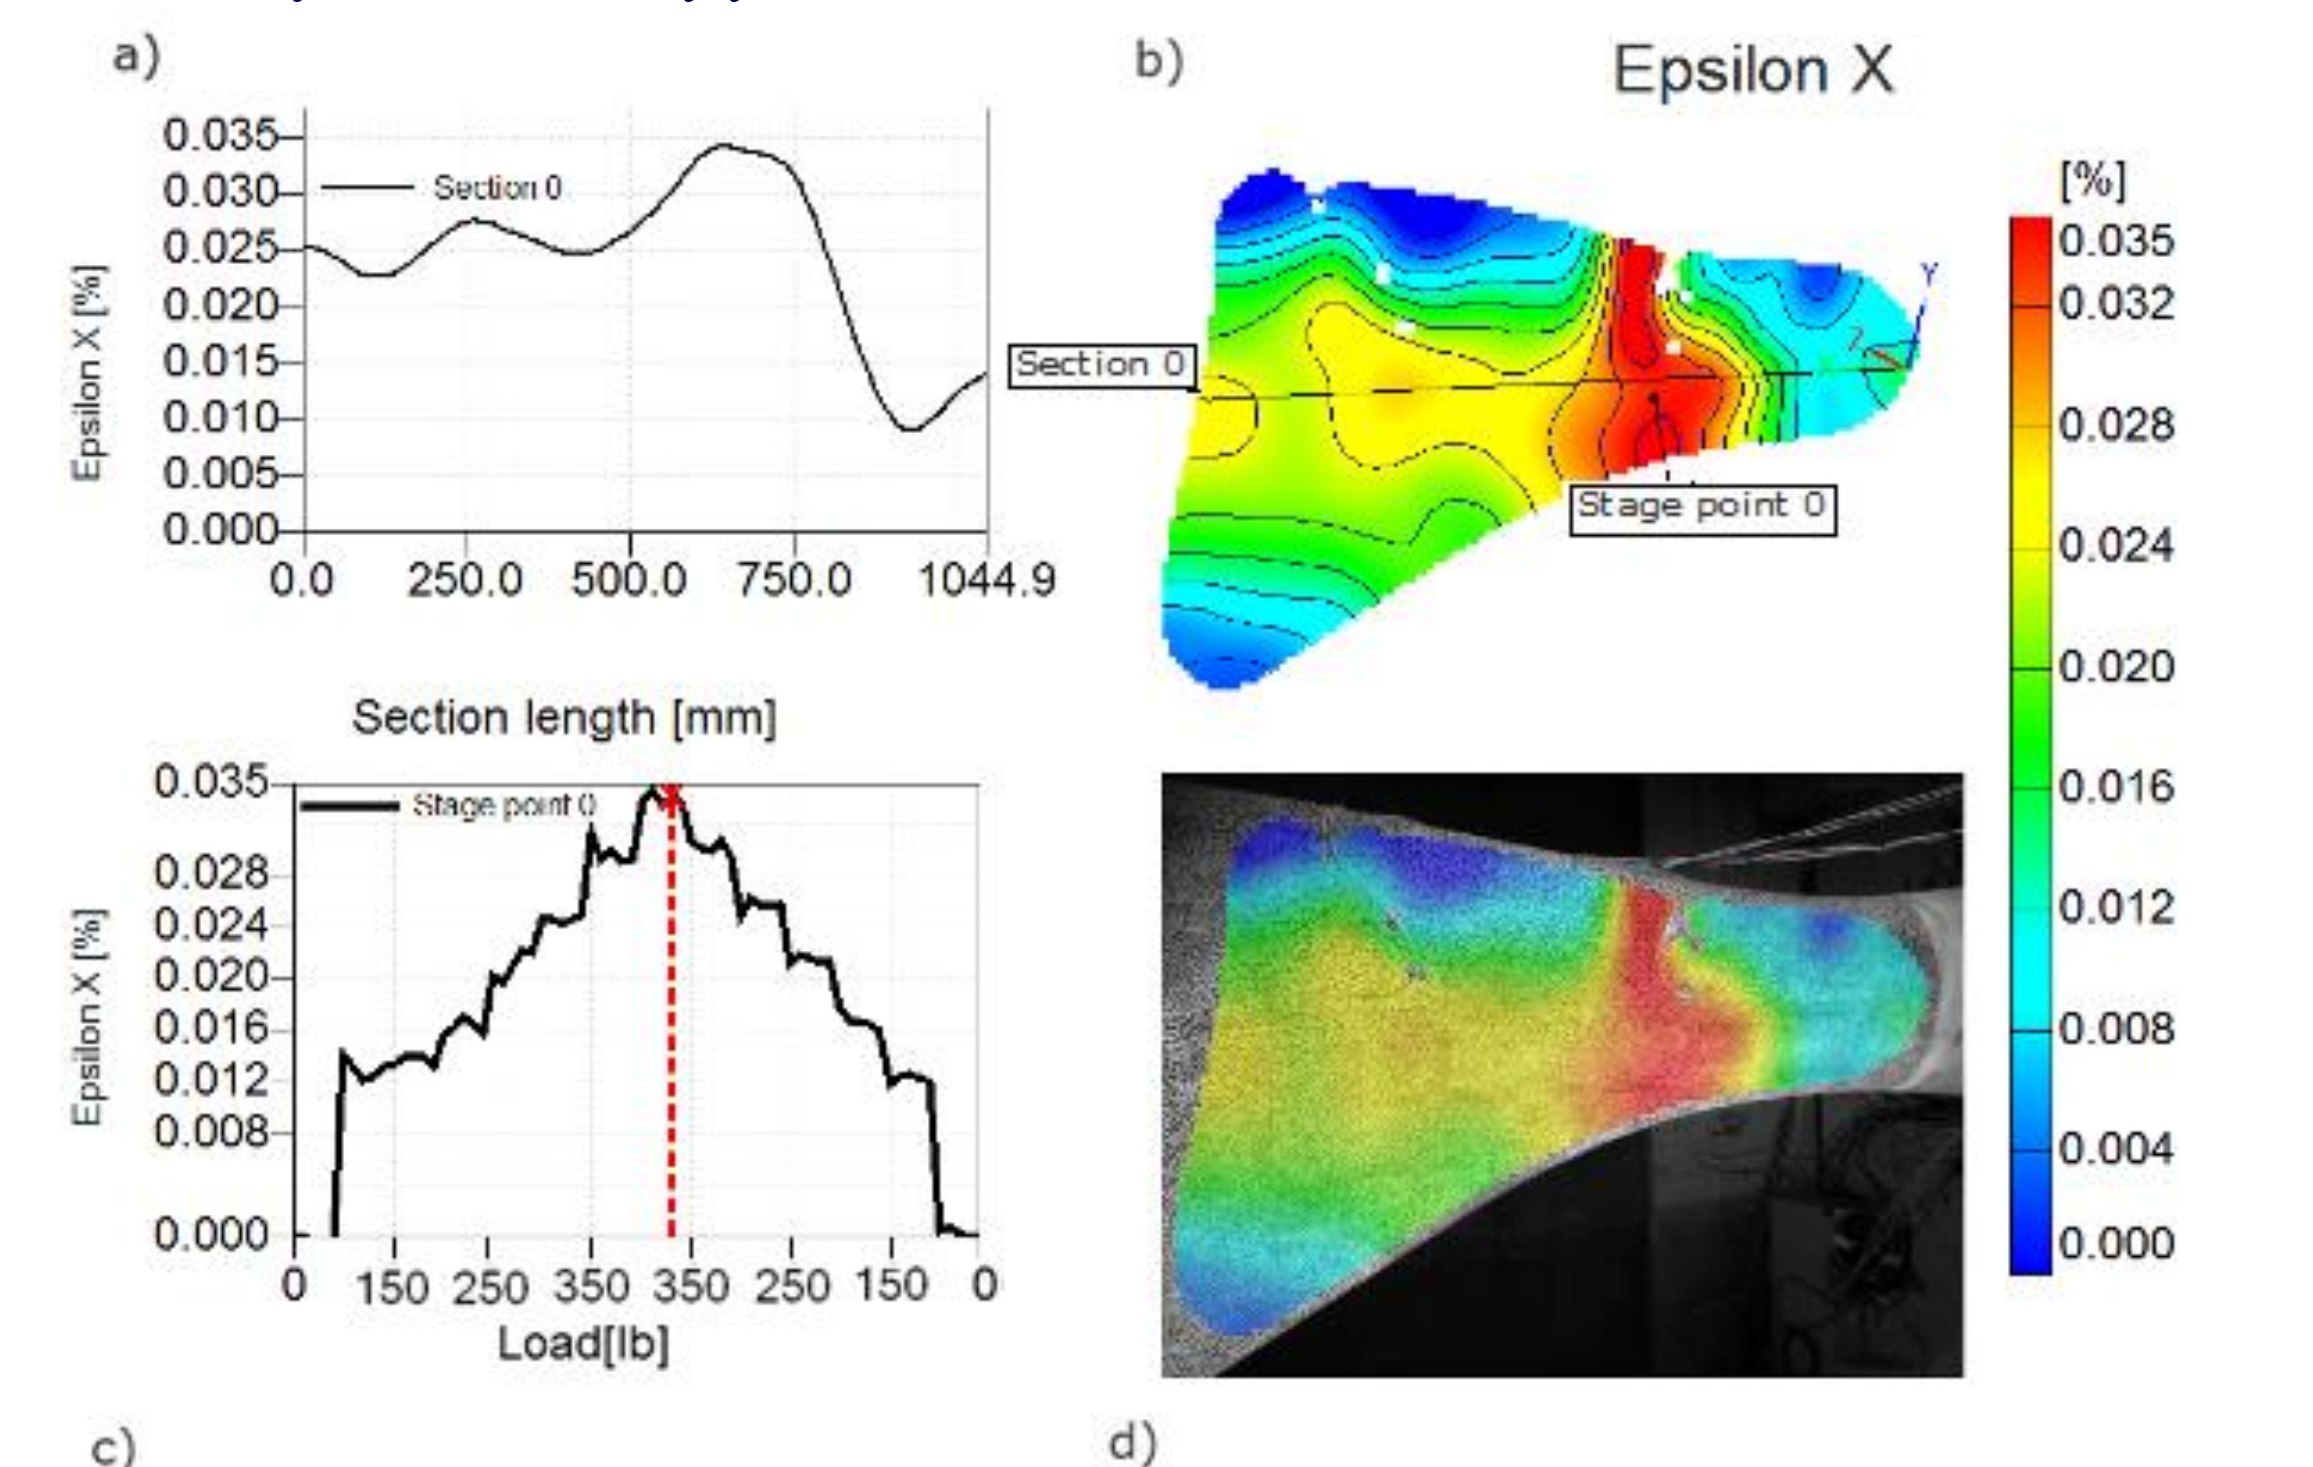 a)
Epsilon X [%]
0.035
0.030
0.025
0.020
0.015
0.010
0.005
0.000
Section 0
0.0 250.0 500.0 750.0 1044.9
Section length [mm]
b)
Epsilon X
Section 0
Stage point 0
Y
Z
[%]
0.035
0.032
0.028
0.024
0.020
0.016
0.012
0.008
0.004
0.000
Epsilon X [%]
0.035
0.028
0.024
0.020
0.016
0.012
0.008
0.000
Stage point 0
0 150 250 350 350 250 150 0
Load[lb]
c)
d)